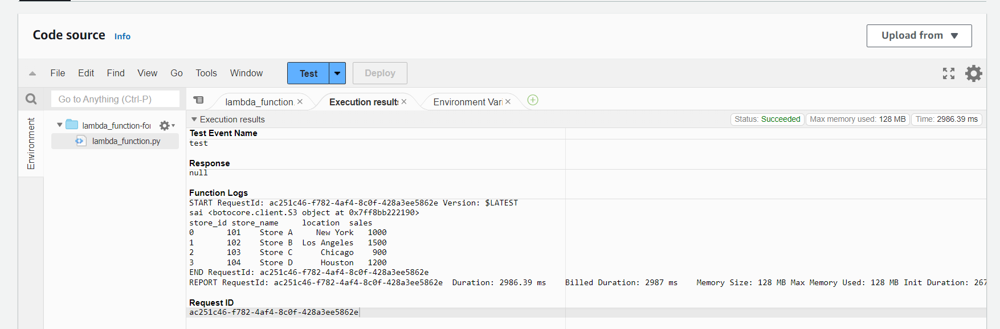 Code source Info
Upload from
File Edit Find View Go Tools Window Test Deploy
Go to Anything (Ctrl-P)
lambda_function. Execution results Environment Vari
Environment
lambda_function-for
lambda_function.py
Execution results
Status: Succeeded Max memory used: 128 MB Time: 2986.39 ms
Test Event Name
test
Response
null
Function Logs
START RequestId: ac251c46-f782-4af4-8c0f-428a3ee5862e Version: $LATEST
sai <botocore.client.S3 object at 0x7ff8bb222190>
store_id store_name location sales
0 101 Store A New York 1000
1 102 Store B Los Angeles 1500
2 103 Store C Chicago 900
3 104 Store D Houston 1200
END RequestId: ac251c46-f782-4af4-8c0f-428a3ee5862e
REPORT RequestId: ac251c46-f782-4af4-8c0f-428a3ee5862e Duration: 2986.39 ms Billed Duration: 2987 ms Memory Size: 128 MB Max Memory Used: 128 MB Init Duration: 267
Request ID
ac251c46-f782-4af4-8c0f-428a3ee5862e